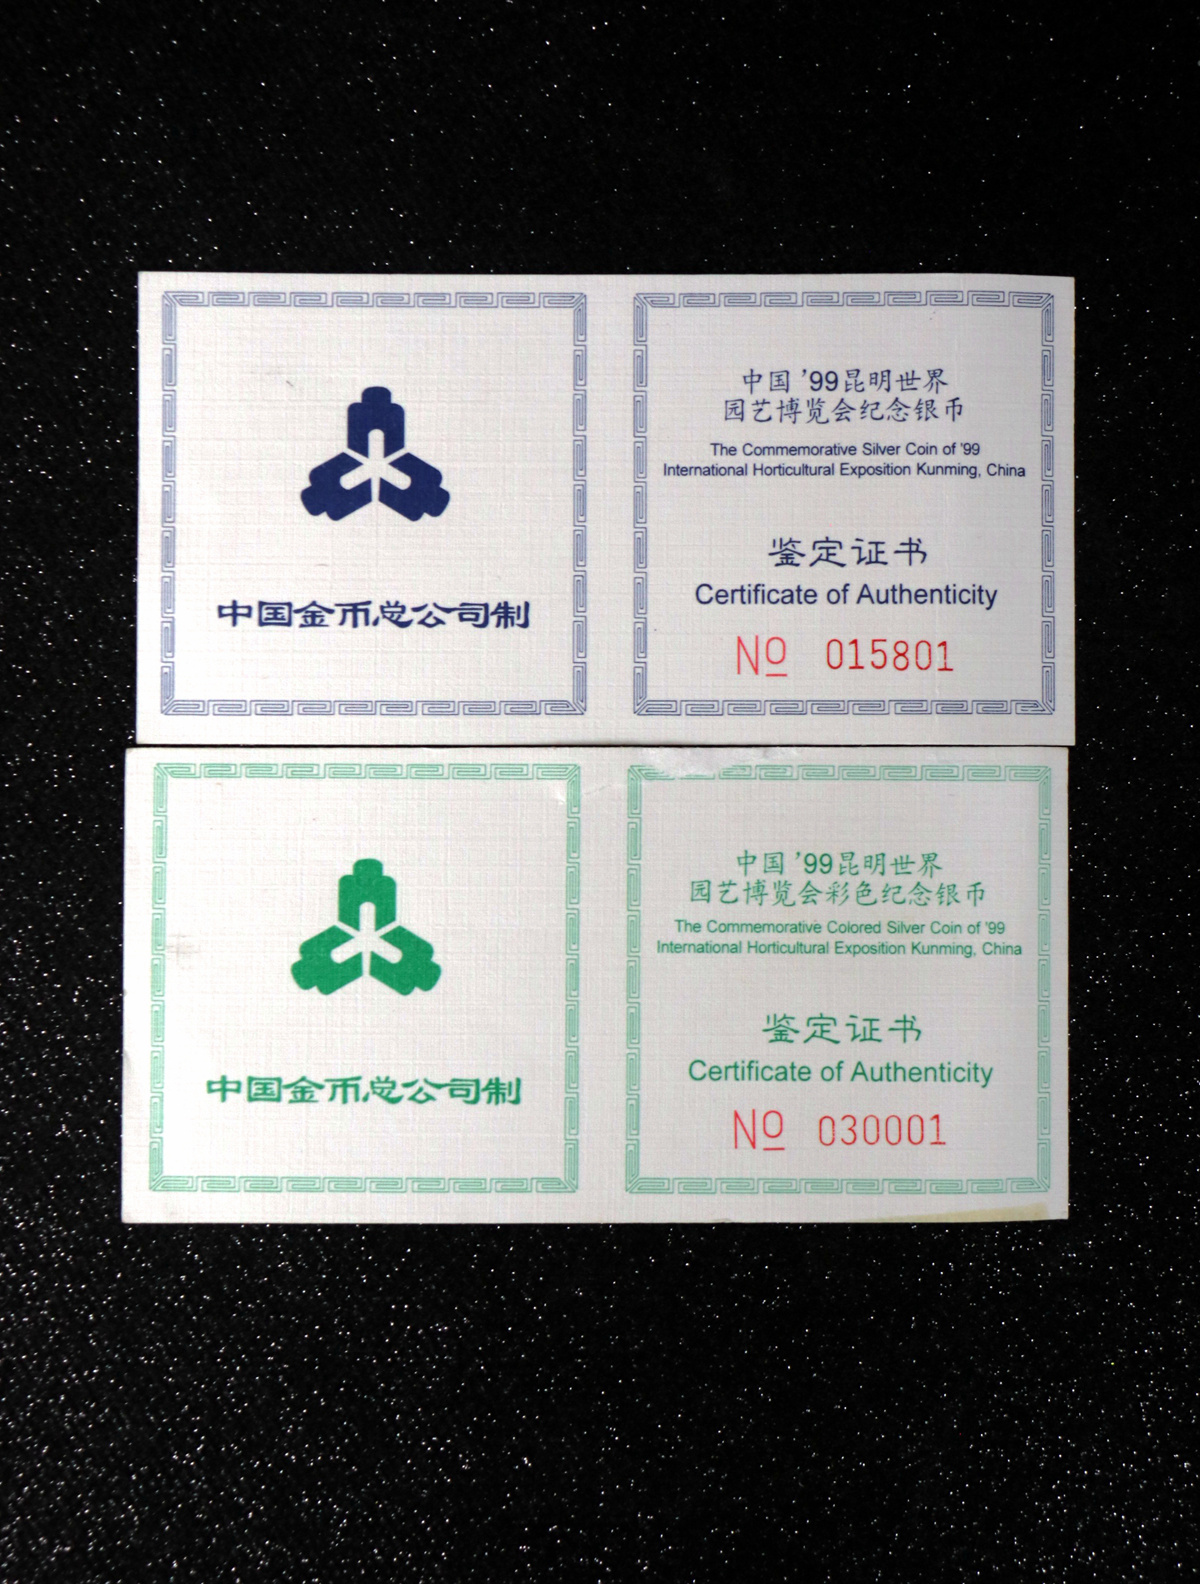 中国金币总公司制
中国 '99昆明世界
园艺博览会纪念银币
The Commemorative Silver Coin of '99
International Horticultural Exposition Kunming, China
鉴定证书
Certificate of Authenticity
No 015801
中国金币总公司制
中国 '99昆明世界
园艺博览会彩色纪念银币
The Commemorative Colored Silver Coin of '99
International Horticultural Exposition Kunming, China
鉴定证书
Certificate of Authenticity
No 030001